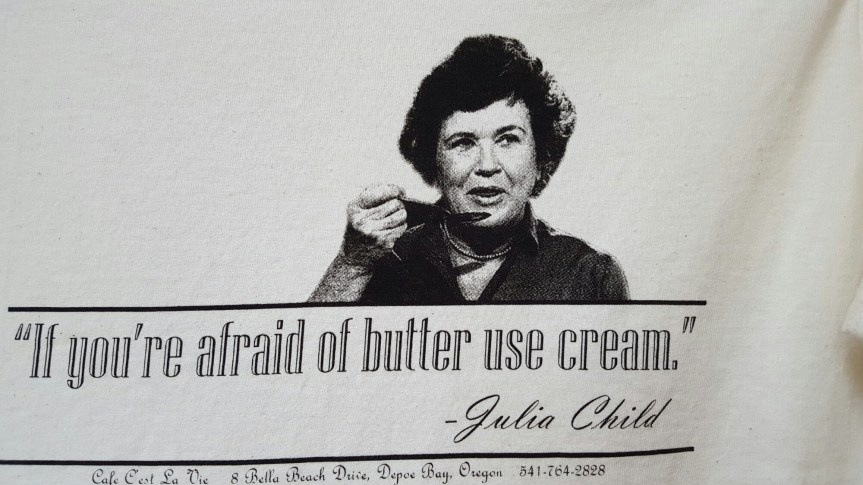 "If you're afraid of butter use cream."
-Julia Child
Cafe C'est La Vie 8 Bella Beach Drive, Depoe Bay, Oregon 541-764-2828